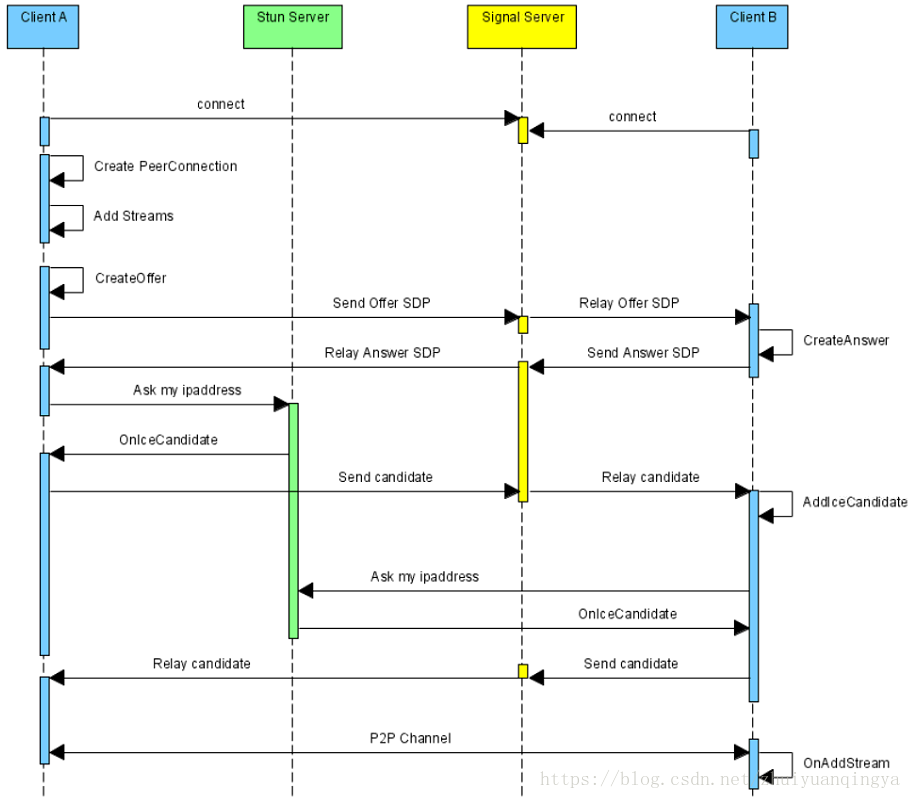 Client A
Stun Server
Signal Server
Client B
connect
connect
Create PeerConnection
Add Streams
CreateOffer
Send Offer SDP
Relay Offer SDP
CreateAnswer
Relay Answer SDP
Send Answer SDP
Ask my ipaddress
OnIceCandidate
Send candidate
Relay candidate
AddIceCandidate
Ask my ipaddress
OnIceCandidate
Relay candidate
Send candidate
P2P Channel
OnAddStream
https://blog.csdn.net